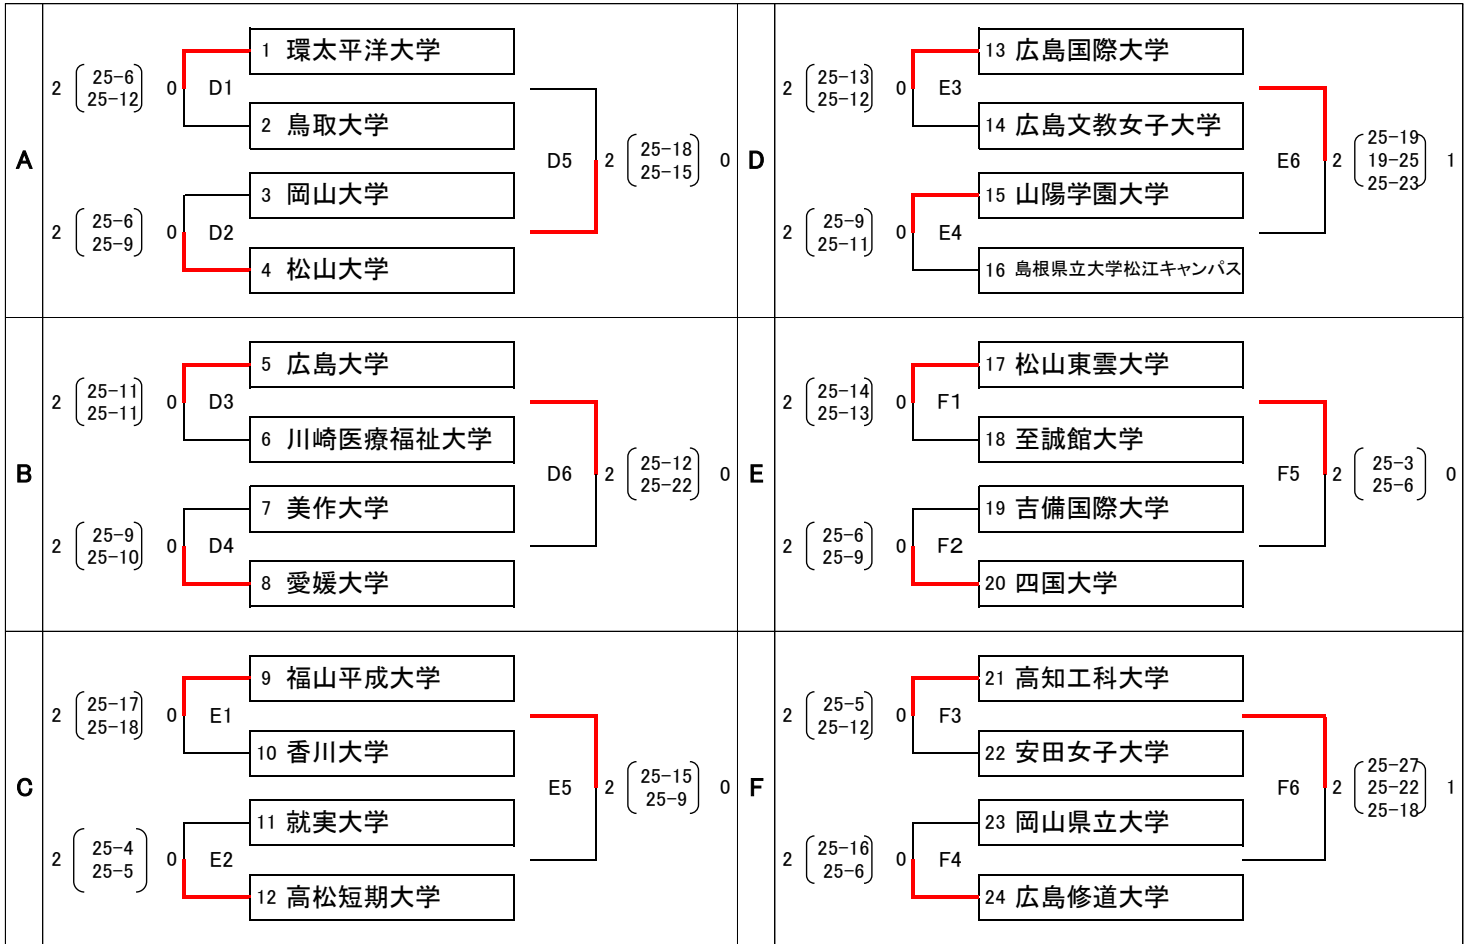 A
2 25-6 0 D1 1 環太平洋大学
25-12
2 鳥取大学
D5 2 25-18 0
25-15
3 岡山大学
2 25-6 0 D2
25-9
4 松山大学
D
2 25-13 0 E3 13 広島国際大学
25-12
14 広島文教女子大学
E6 2 25-19 1
19-25
25-23
15 山陽学園大学
2 25-9 0 E4
25-11
16 島根県立大学松江キャンパス
B
5 広島大学
2 25-11 0 D3
25-11
6 川崎医療福祉大学
D6 2 25-12 0
25-22
7 美作大学
2 25-9 0 D4
25-10
8 愛媛大学
E
17 松山東雲大学
2 25-14 0 F1
25-13
18 至誠館大学
F5 2 25-3 0
25-6
19 吉備国際大学
2 25-6 0 F2
25-9
20 四国大学
C
9 福山平成大学
2 25-17 0 E1
25-18
10 香川大学
E5 2 25-15 0
25-9
11 就実大学
2 25-4 0 E2
25-5
12 高松短期大学
F
21 高知工科大学
2 25-5 0 F3
25-12
22 安田女子大学
F6 2 25-27 1
25-22
25-18
23 岡山県立大学
2 25-16 0 F4
25-6
24 広島修道大学